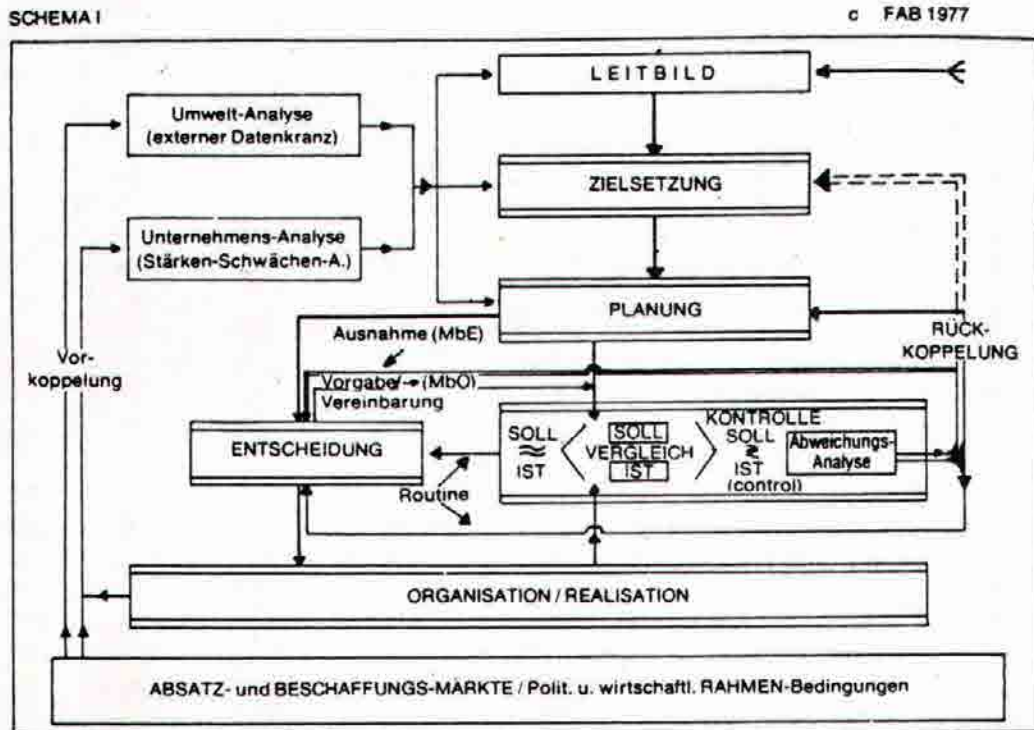 SCHEMA I
c FAB 1977
LEITBILD
Umwelt-Analyse
(externer Datenkranz)
ZIELSETZUNG
Unternehmens-Analyse
(Stärken-Schwächen-A.)
PLANUNG
Ausnahme (MbE)
RÜCK-
KOPPELUNG
Vor-
koppelung
Vorgabe/→ (MbO)
Vereinbarung
ENTSCHEIDUNG
KONTROLLE
SOLL
≈
IST
SOLL
VERGLEICH
IST
SOLL
≉
IST
(control)
Abweichungs-
Analyse
Routine
ORGANISATION / REALISATION
ABSATZ- und BESCHAFFUNGS-MÄRKTE / Polit. u. wirtschaftl. RAHMEN-Bedingungen